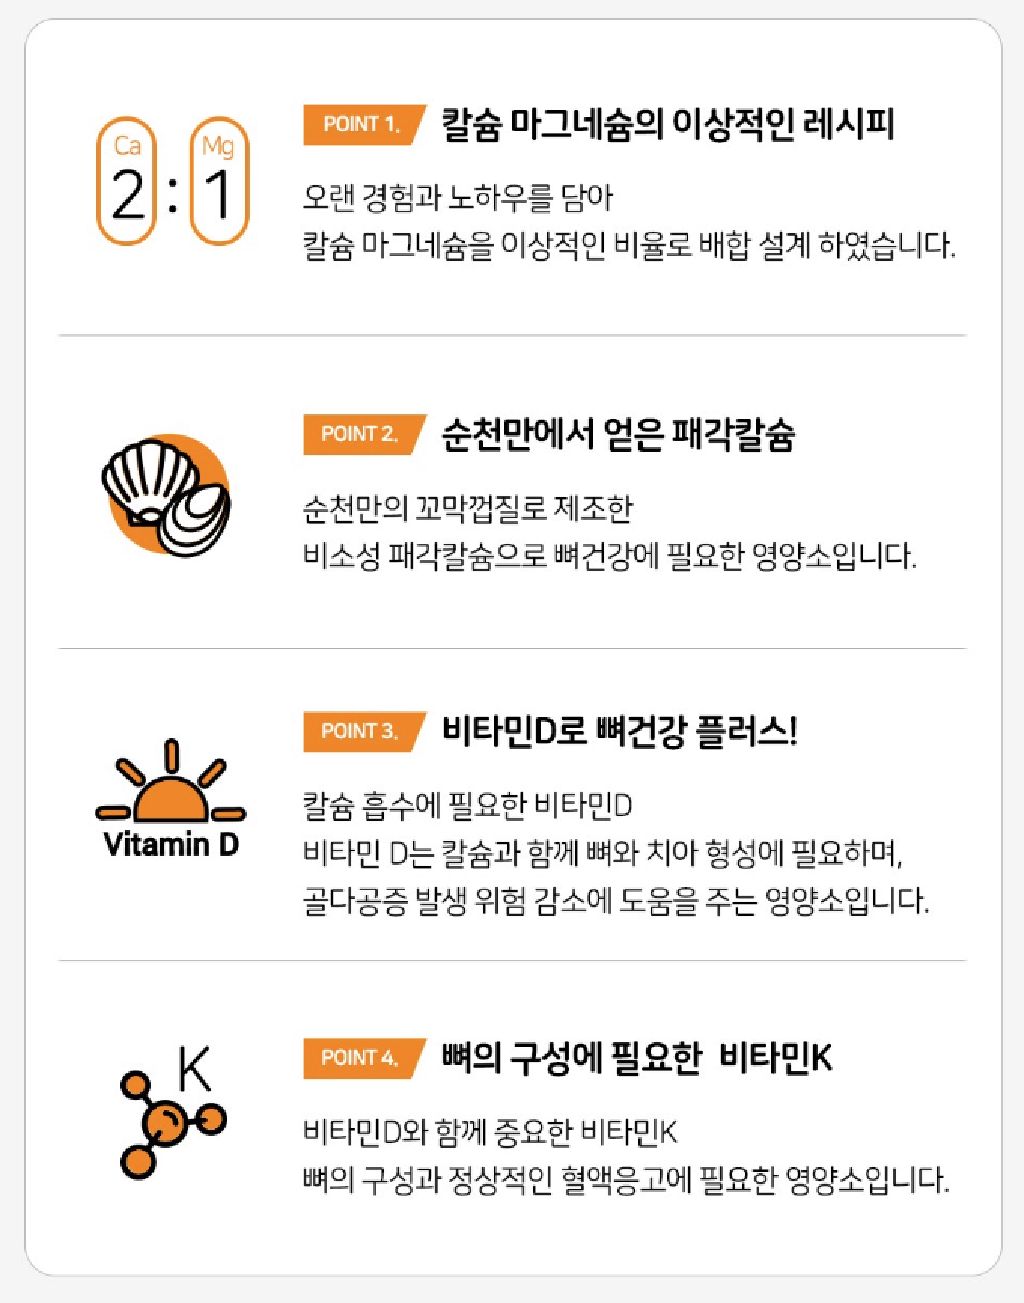 Ca
Mg
2 : 1
POINT 1. 칼슘 마그네슘의 이상적인 레시피
오랜 경험과 노하우를 담아
칼슘 마그네슘을 이상적인 비율로 배합 설계 하였습니다.
POINT 2. 순천만에서 얻은 패각칼슘
순천만의 꼬막껍질로 제조한
비소성 패각칼슘으로 뼈건강에 필요한 영양소입니다.
Vitamin D
POINT 3. 비타민D로 뼈건강 플러스!
칼슘 흡수에 필요한 비타민D
비타민 D는 칼슘과 함께 뼈와 치아 형성에 필요하며,
골다공증 발생 위험 감소에 도움을 주는 영양소입니다.
K
POINT 4. 뼈의 구성에 필요한 비타민K
비타민D와 함께 중요한 비타민K
뼈의 구성과 정상적인 혈액응고에 필요한 영양소입니다.